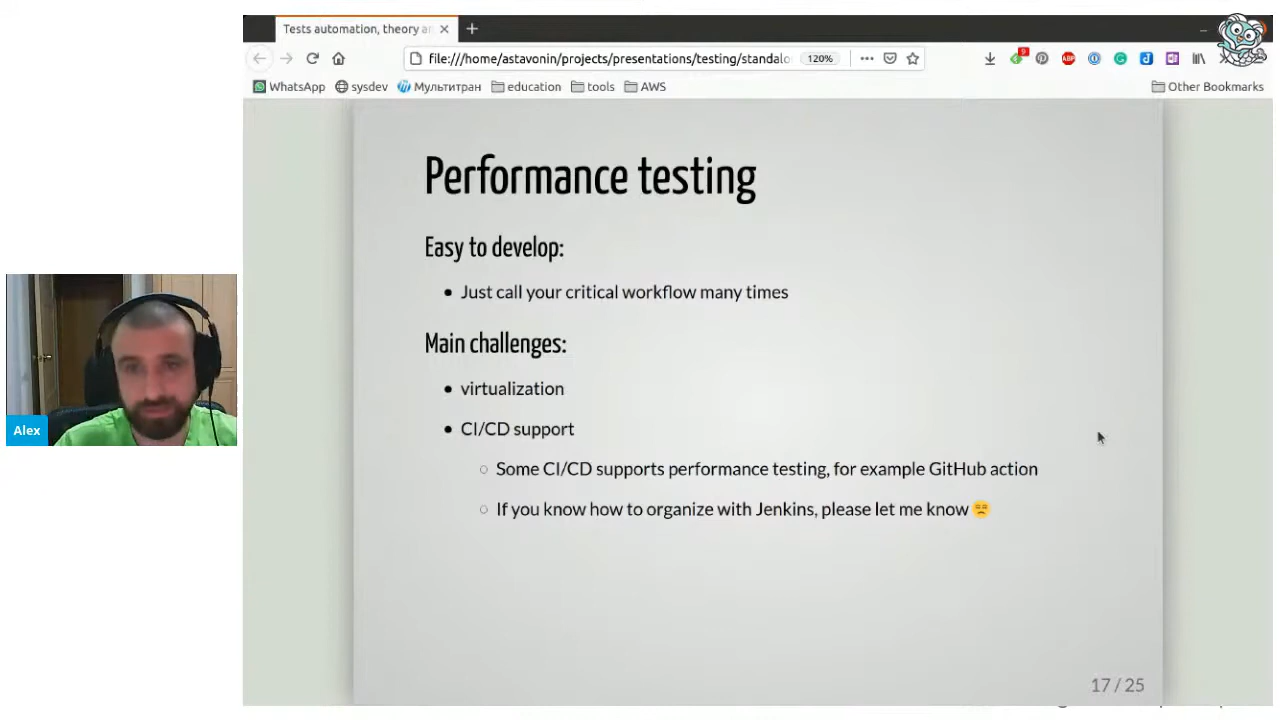 Tests automation, theory an
file:///home/astavonin/projects/presentations/testing/standalo
120%
9
ABP
WhatsApp
sysdev
Мультитран
education
tools
AWS
Other Bookmarks
Performance testing
Easy to develop:
Just call your critical workflow many times
Main challenges:
virtualization
CI/CD support
Some CI/CD supports performance testing, for example GitHub action
If you know how to organize with Jenkins, please let me know
Alex
17 / 25